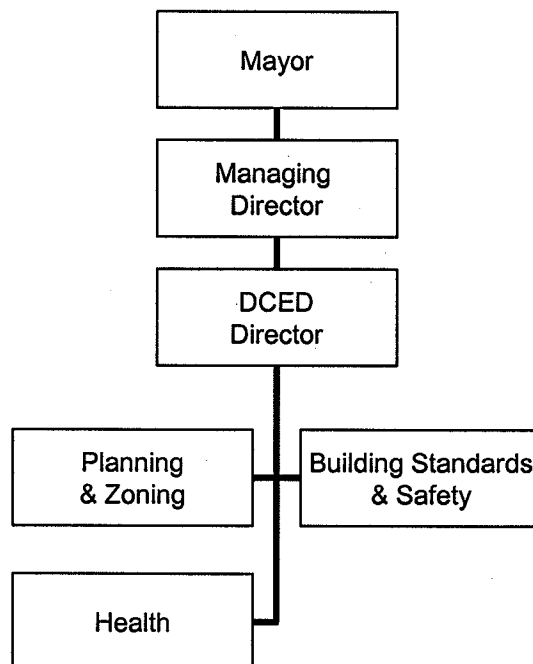 Mayor
Managing
Director
DCED
Director
Planning
& Zoning
Building Standards
& Safety
Health